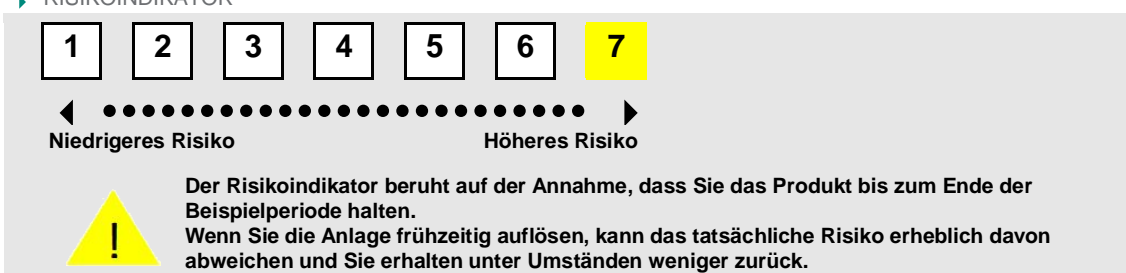 RISIKOINDIKATOR
1 2 3 4 5 6 7
Niedrigeres Risiko Höheres Risiko
Der Risikoindikator beruht auf der Annahme, dass Sie das Produkt bis zum Ende der
Beispielperiode halten.
Wenn Sie die Anlage frühzeitig auflösen, kann das tatsächliche Risiko erheblich davon
abweichen und Sie erhalten unter Umständen weniger zurück.
!